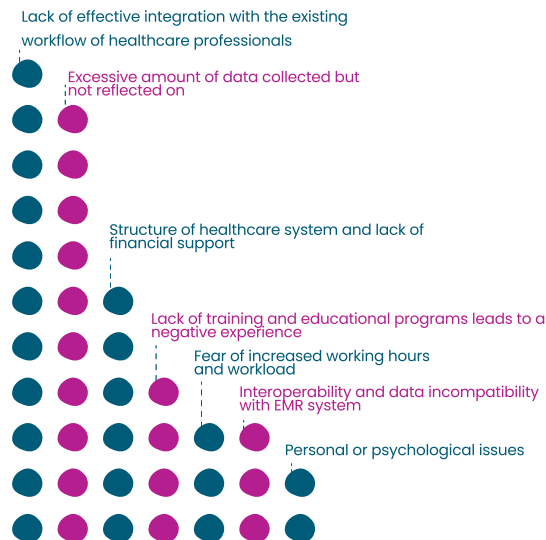 Lack of effective integration with the existing
workflow of healthcare professionals
Excessive amount of data collected but
not reflected on
Structure of healthcare system and lack of
financial support
Lack of training and educational programs leads to a
negative experience
Fear of increased working hours
and workload
Interoperability and data incompatibility
with EMR system
Personal or psychological issues